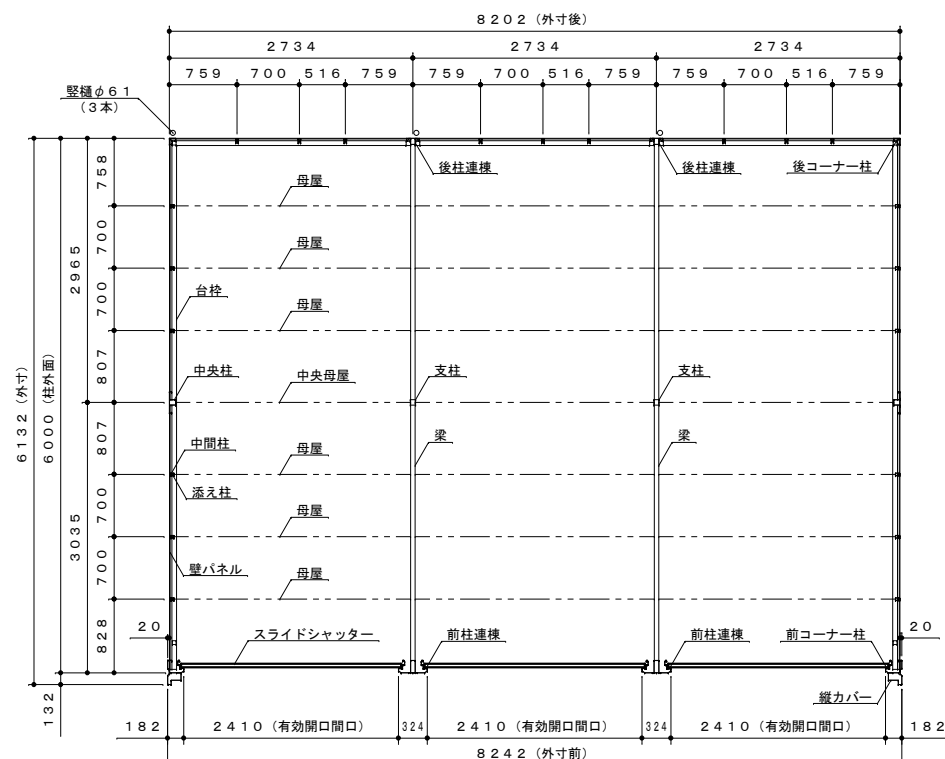 8202(外寸後)
2734 2734 2734
759 700 516 759 759 700 516 759 759 700 516 759
竪樋φ61
(3本)
後柱連棟 後柱連棟 後コーナー柱
758
母屋
700
母屋
2965
700
台枠
母屋
807
中央柱 中央母屋 支柱 支柱
6132(外寸)
6000(柱外面)
807
中間柱 母屋 梁 梁
添え柱
3035
700
母屋
壁パネル
700
母屋
828
20 スライドシャッター 前柱連棟 前柱連棟 前コーナー柱 20
132
縦カバー
182 2410(有効開口間口) 324 2410(有効開口間口) 324 2410(有効開口間口) 182
8242(外寸前)